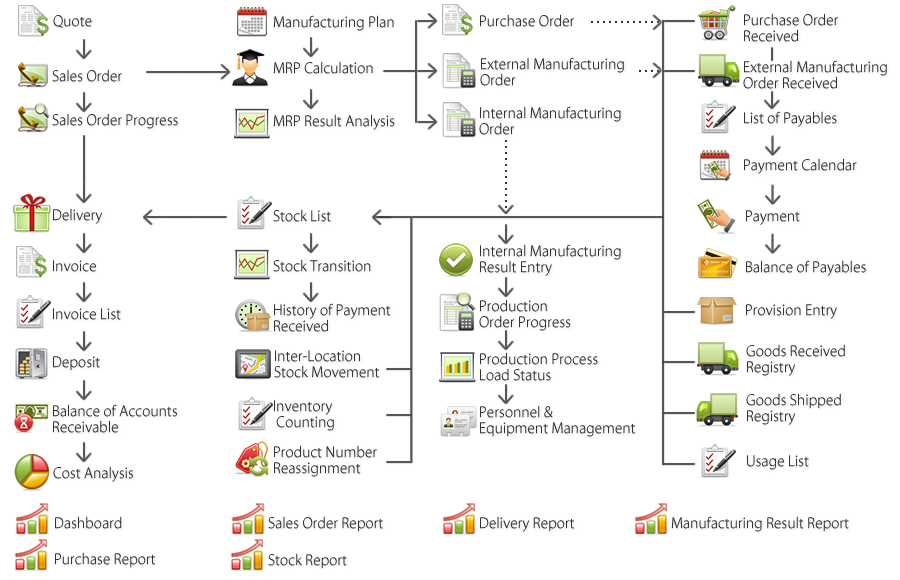 Quote
Sales Order
Sales Order Progress
Delivery
Invoice
Invoice List
Deposit
Balance of Accounts
Receivable
Cost Analysis
Manufacturing Plan
MRP Calculation
MRP Result Analysis
Stock List
Stock Transition
History of Payment
Received
Inter-Location
Stock Movement
Inventory
Counting
Product Number
Reassignment
Purchase Order
External Manufacturing
Order
Internal Manufacturing
Order
Internal Manufacturing
Result Entry
Production
Order Progress
Production Process
Load Status
Personnel &
Equipment Management
Purchase Order
Received
External Manufacturing
Order Received
List of Payables
Payment Calendar
Payment
Balance of Payables
Provision Entry
Goods Received
Registry
Goods Shipped
Registry
Usage List
Dashboard
Sales Order Report
Delivery Report
Manufacturing Result Report
Purchase Report
Stock Report